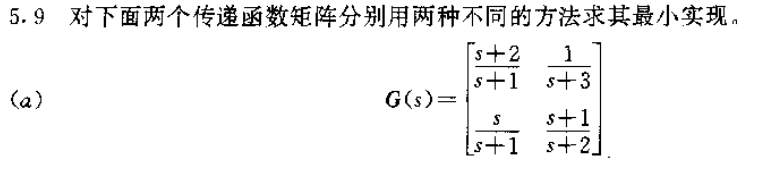 5.9 对下面两个传递函数矩阵分别用两种不同的方法求其最小实现。
(a) G(s)=[s+2/s+1 1/s+3
s/s+1 s+1/s+2]